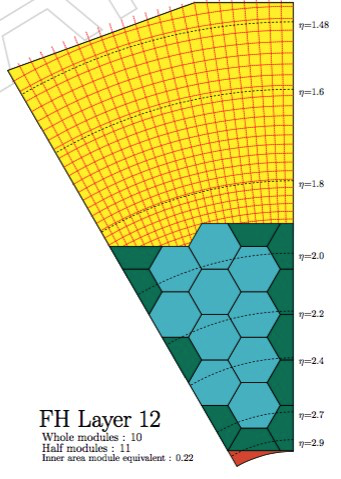 η=1.48
η=1.6
η=1.8
η=2.0
η=2.2
η=2.4
η=2.7
η=2.9
FH Layer 12
Whole modules : 10
Half modules : 11
Inner area module equivalent : 0.22